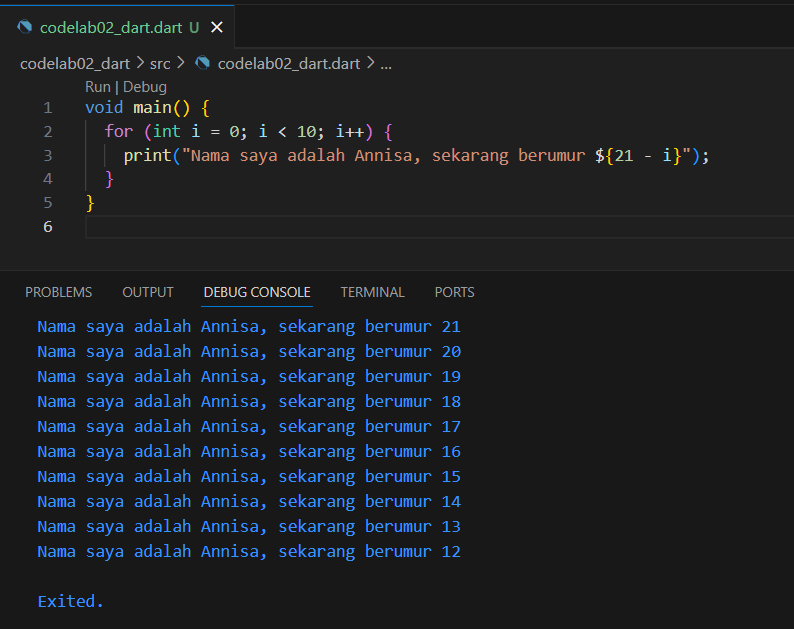 codelab02_dart.dart U
codelab02_dart > src > codelab02_dart.dart > ...
Run | Debug
1 void main() {
2 for (int i = 0; i < 10; i++) {
3 print("Nama saya adalah Annisa, sekarang berumur ${21 - i}");
4 }
5 }
6
PROBLEMS OUTPUT DEBUG CONSOLE TERMINAL PORTS
Nama saya adalah Annisa, sekarang berumur 21
Nama saya adalah Annisa, sekarang berumur 20
Nama saya adalah Annisa, sekarang berumur 19
Nama saya adalah Annisa, sekarang berumur 18
Nama saya adalah Annisa, sekarang berumur 17
Nama saya adalah Annisa, sekarang berumur 16
Nama saya adalah Annisa, sekarang berumur 15
Nama saya adalah Annisa, sekarang berumur 14
Nama saya adalah Annisa, sekarang berumur 13
Nama saya adalah Annisa, sekarang berumur 12
Exited.